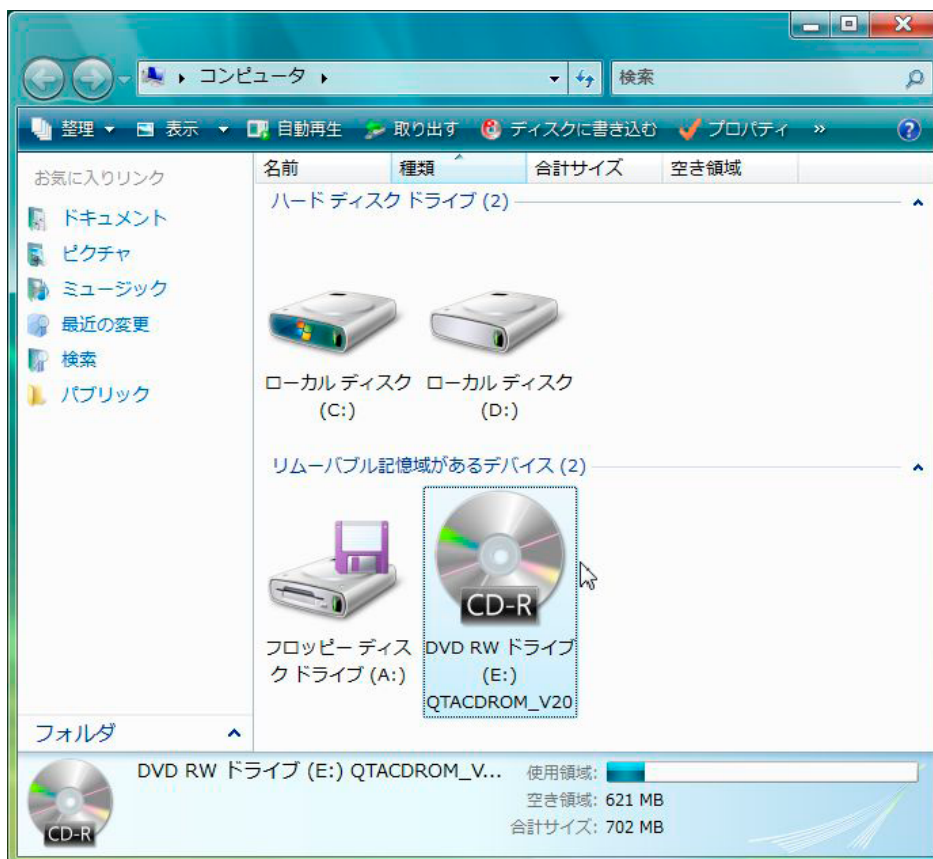 コンピュータ
検索
整理 表示 自動再生 取り出す ディスクに書き込む プロパティ »
お気に入りリンク
ドキュメント
ピクチャ
ミュージック
最近の変更
検索
パブリック
フォルダ
名前 種類 合計サイズ 空き領域
ハード ディスク ドライブ (2)
ローカル ディスク
(C:)
ローカル ディスク
(D:)
リムーバブル記憶域があるデバイス (2)
フロッピー ディス
ク ドライブ (A:)
CD-R
DVD RW ドライブ
(E:)
QTACDROM_V20
CD-R
DVD RW ドライブ (E:) QTACDROM_V...
使用領域:
空き領域: 621 MB
合計サイズ: 702 MB